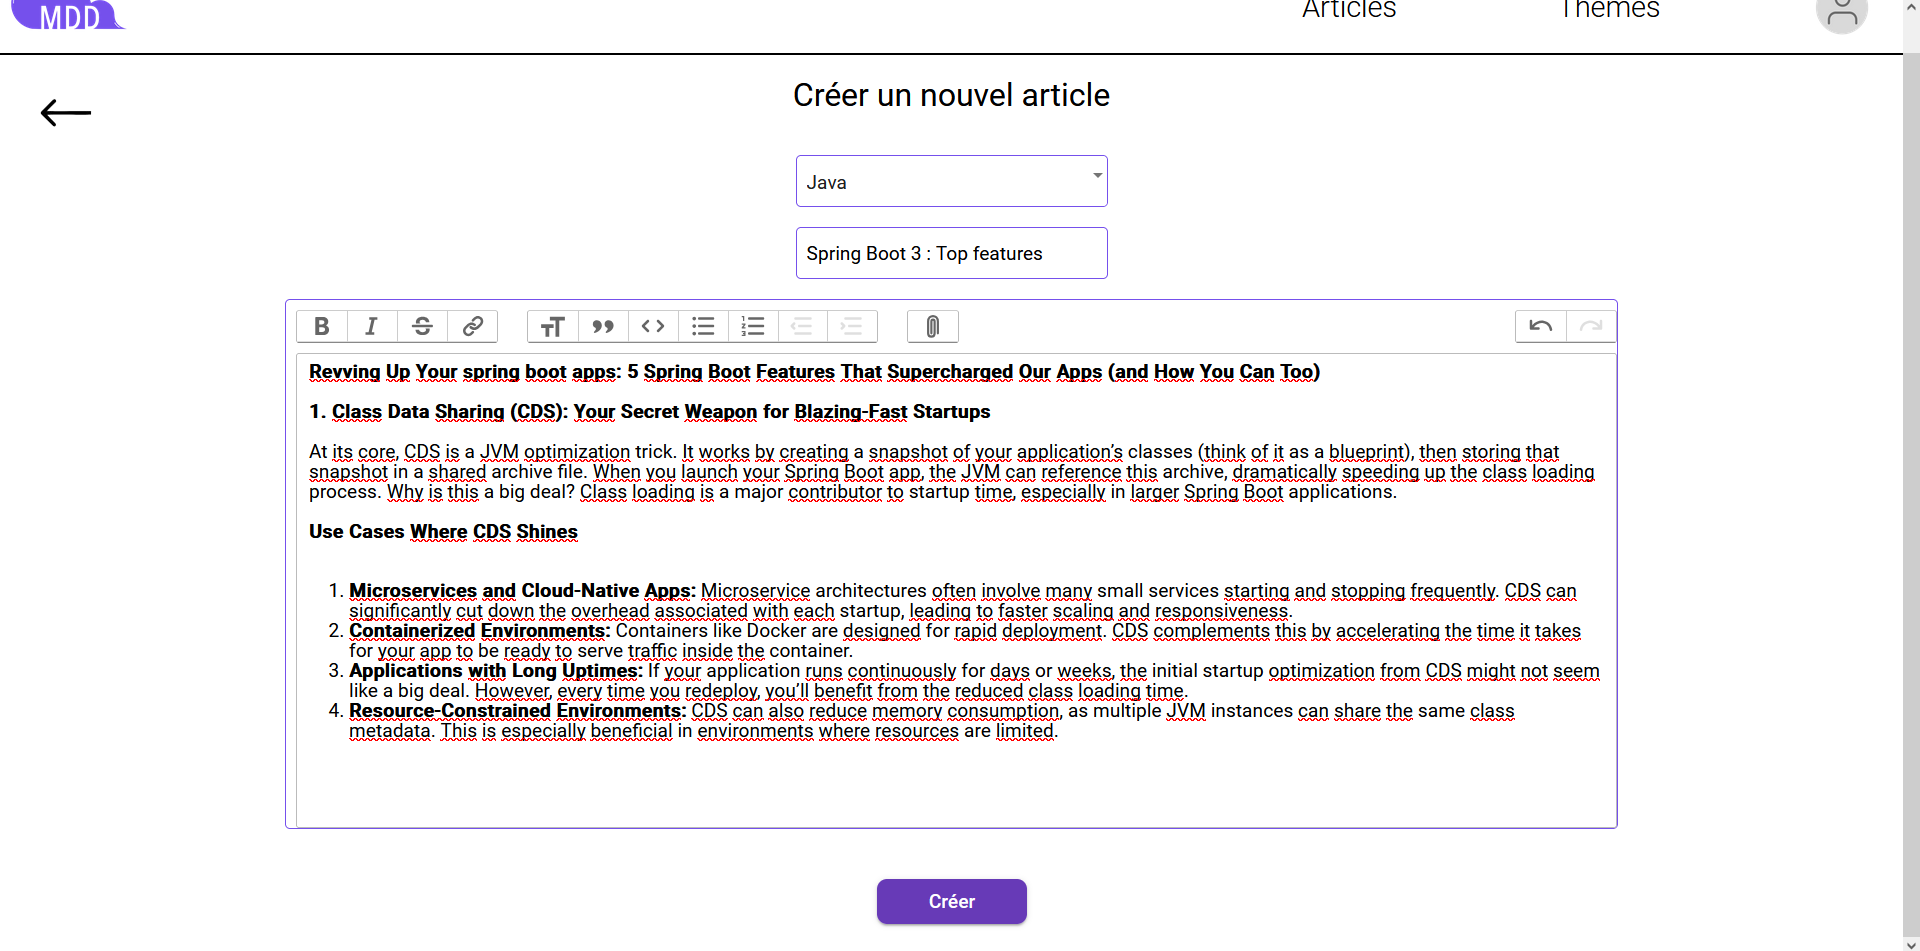 MDD
Articles
Thèmes
Créer un nouvel article
Java
Spring Boot 3 : Top features
Revving Up Your spring boot apps: 5 Spring Boot Features That Supercharged Our Apps (and How You Can Too)
1. Class Data Sharing (CDS): Your Secret Weapon for Blazing-Fast Startups
At its core, CDS is a JVM optimization trick. It works by creating a snapshot of your application’s classes (think of it as a blueprint), then storing that
snapshot in a shared archive file. When you launch your Spring Boot app, the JVM can reference this archive, dramatically speeding up the class loading
process. Why is this a big deal? Class loading is a major contributor to startup time, especially in larger Spring Boot applications.
Use Cases Where CDS Shines
1. Microservices and Cloud-Native Apps: Microservice architectures often involve many small services starting and stopping frequently. CDS can
significantly cut down the overhead associated with each startup, leading to faster scaling and responsiveness.
2. Containerized Environments: Containers like Docker are designed for rapid deployment. CDS complements this by accelerating the time it takes
for your app to be ready to serve traffic inside the container.
3. Applications with Long Uptimes: If your application runs continuously for days or weeks, the initial startup optimization from CDS might not seem
like a big deal. However, every time you redeploy, you’ll benefit from the reduced class loading time.
4. Resource-Constrained Environments: CDS can also reduce memory consumption, as multiple JVM instances can share the same class
metadata. This is especially beneficial in environments where resources are limited.
Créer